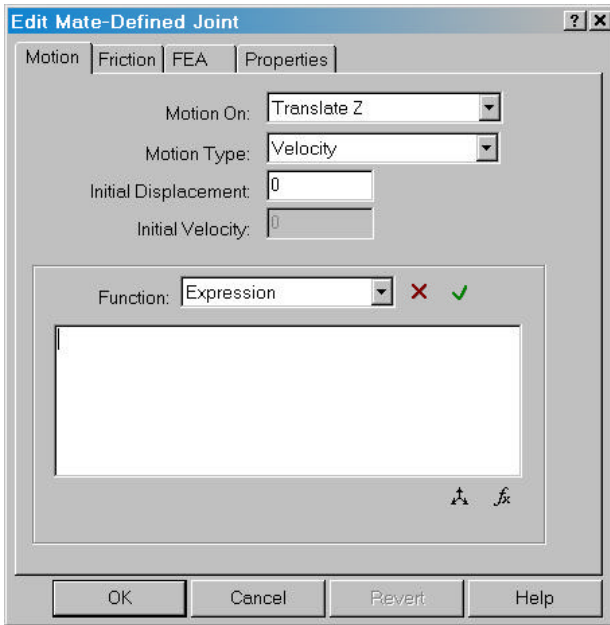 Edit Mate-Defined Joint
Motion Friction FEA Properties
Motion On: Translate Z
Motion Type: Velocity
Initial Displacement: 0
Initial Velocity: 0
Function: Expression
fx
OK Cancel Revert Help